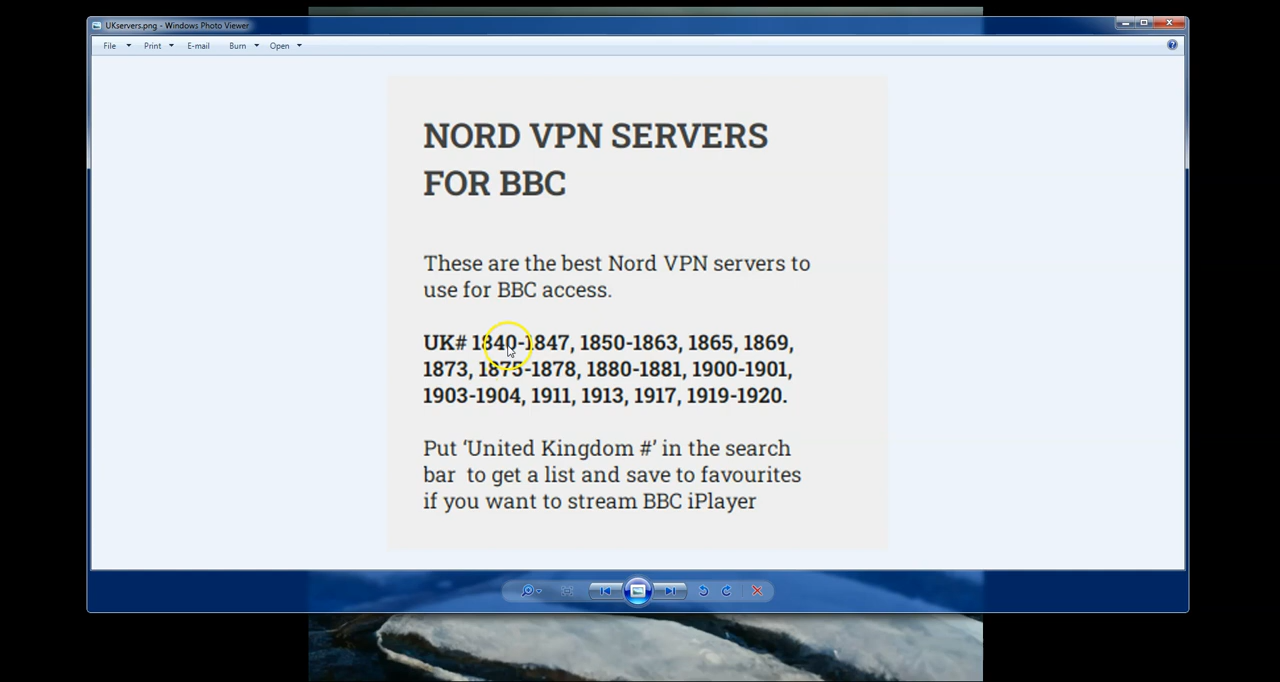 UKservers.png - Windows Photo Viewer
File Print E-mail Burn Open
NORD VPN SERVERS
FOR BBC
These are the best Nord VPN servers to
use for BBC access.
UK# 1840-1847, 1850-1863, 1865, 1869,
1873, 1875-1878, 1880-1881, 1900-1901,
1903-1904, 1911, 1913, 1917, 1919-1920.
Put ‘United Kingdom #’ in the search
bar  to get a list and save to favourites
if you want to stream BBC iPlayer